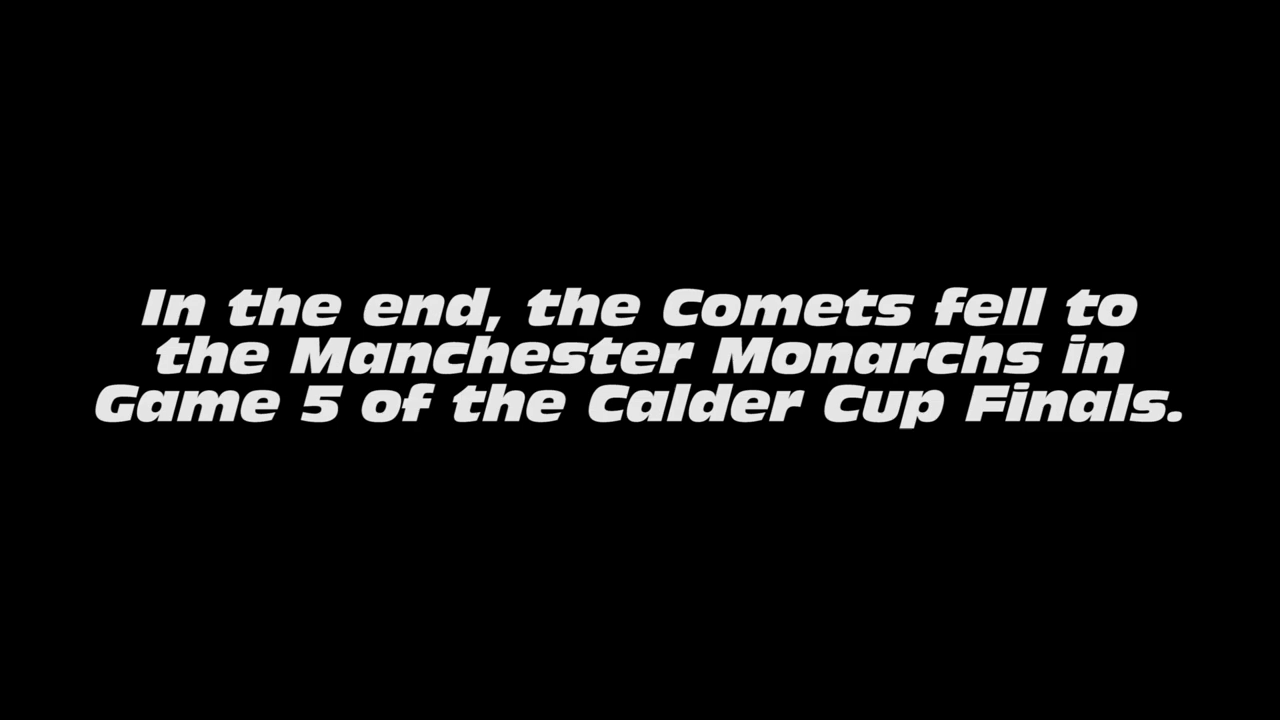 In the end, the Comets fell to
the Manchester Monarchs in
Game 5 of the Calder Cup Finals.